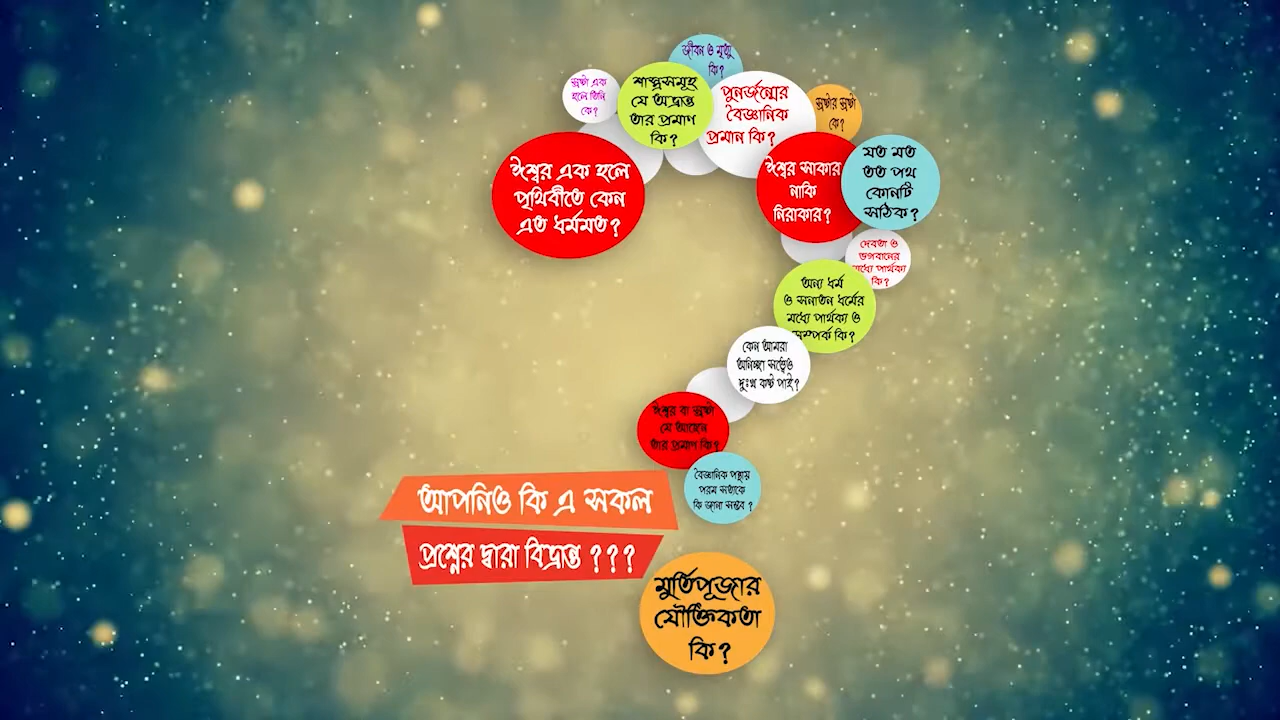 জীবন ও মৃত্যু
কি?
স্রষ্টা এক
হলে তিনি
কে?
শাস্ত্রসমূহ
যে অভ্রান্ত
তার প্রমাণ
কি?
পুনর্জন্মের
বৈজ্ঞানিক
প্রমান কি?
স্রষ্টার স্রষ্টা
কে?
ঈশ্বর এক হলে
পৃথিবীতে কেন
এত ধর্মমত?
ঈশ্বর সাকার
নাকি
নিরাকার?
যত মত
তত পথ
কোনটি
সঠিক?
দেবতা ও
ভগবানের
মধ্যে পার্থক্য
কি?
অন্য ধর্ম
ও সনাতন ধর্মের
মধ্যে পার্থক্য ও
সম্পর্ক কি?
কেন আমরা
অনিচ্ছা সত্ত্বেও
দুঃখ কষ্ট পাই?
ঈশ্বর বা স্রষ্টা
যে আছেন
তার প্রমাণ কি?
বৈজ্ঞানিক পন্থায়
পরম সত্যকে
কি জানা সম্ভব ?
আপনিও কি এ সকল
প্রশ্নের দ্বারা বিভ্রান্ত ???
মুর্তিপূজার
যৌক্তিকতা
কি?